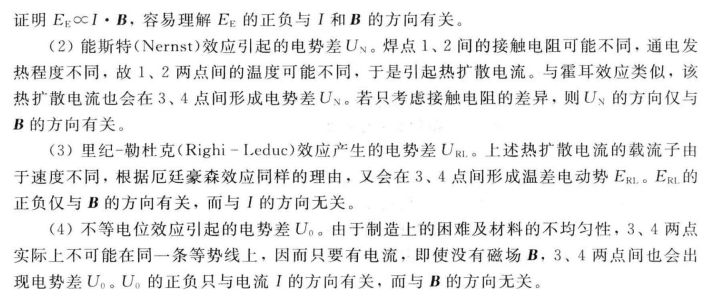 证明 E_E∝I·B,容易理解 E_E 的正负与 I 和 B 的方向有关。
(2) 能斯特(Nernst)效应引起的电势差 U_N。焊点 1、2 间的接触电阻可能不同,通电发
热程度不同,故 1、2 两点间的温度可能不同,于是引起热扩散电流。与霍耳效应类似,该
热扩散电流也会在 3、4 点间形成电势差 U_N。若只考虑接触电阻的差异,则 U_N 的方向仅与
B 的方向有关。
(3) 里纪-勒杜克(Righi-Leduc)效应产生的电势差 U_RL。上述热扩散电流的载流子由
于速度不同,根据厄廷豪森效应同样的理由,又会在 3、4 点间形成温差电动势 E_RL。E_RL的
正负仅与 B 的方向有关,而与 I 的方向无关。
(4) 不等电位效应引起的电势差 U_0。由于制造上的困难及材料的不均匀性,3、4 两点
实际上不可能在同一条等势线上,因而只要有电流,即使没有磁场 B,3、4 两点间也会出
现电势差 U_0。U_0 的正负只与电流 I 的方向有关,而与 B 的方向无关。